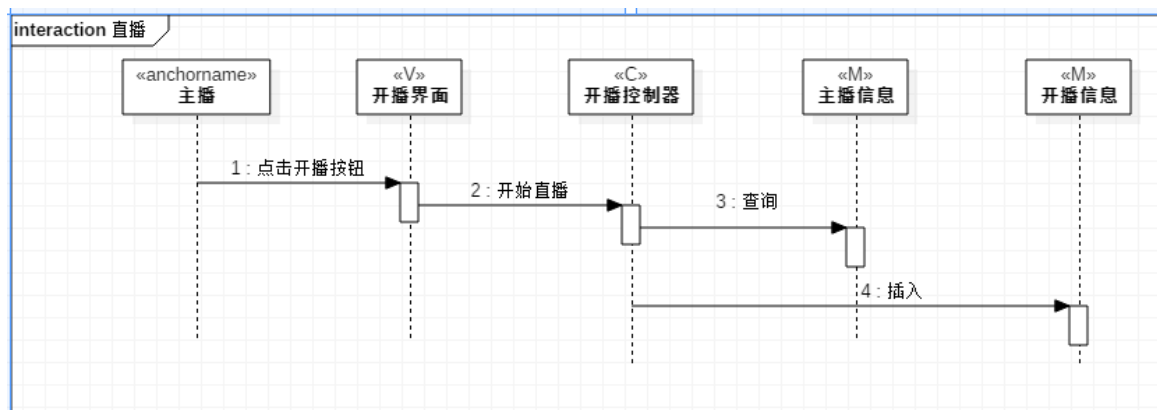 interaction 直播
«anchorname»
主播
«V»
开播界面
«C»
开播控制器
«M»
主播信息
«M»
开播信息
1 : 点击开播按钮
2 : 开始直播
3 : 查询
4 : 插入